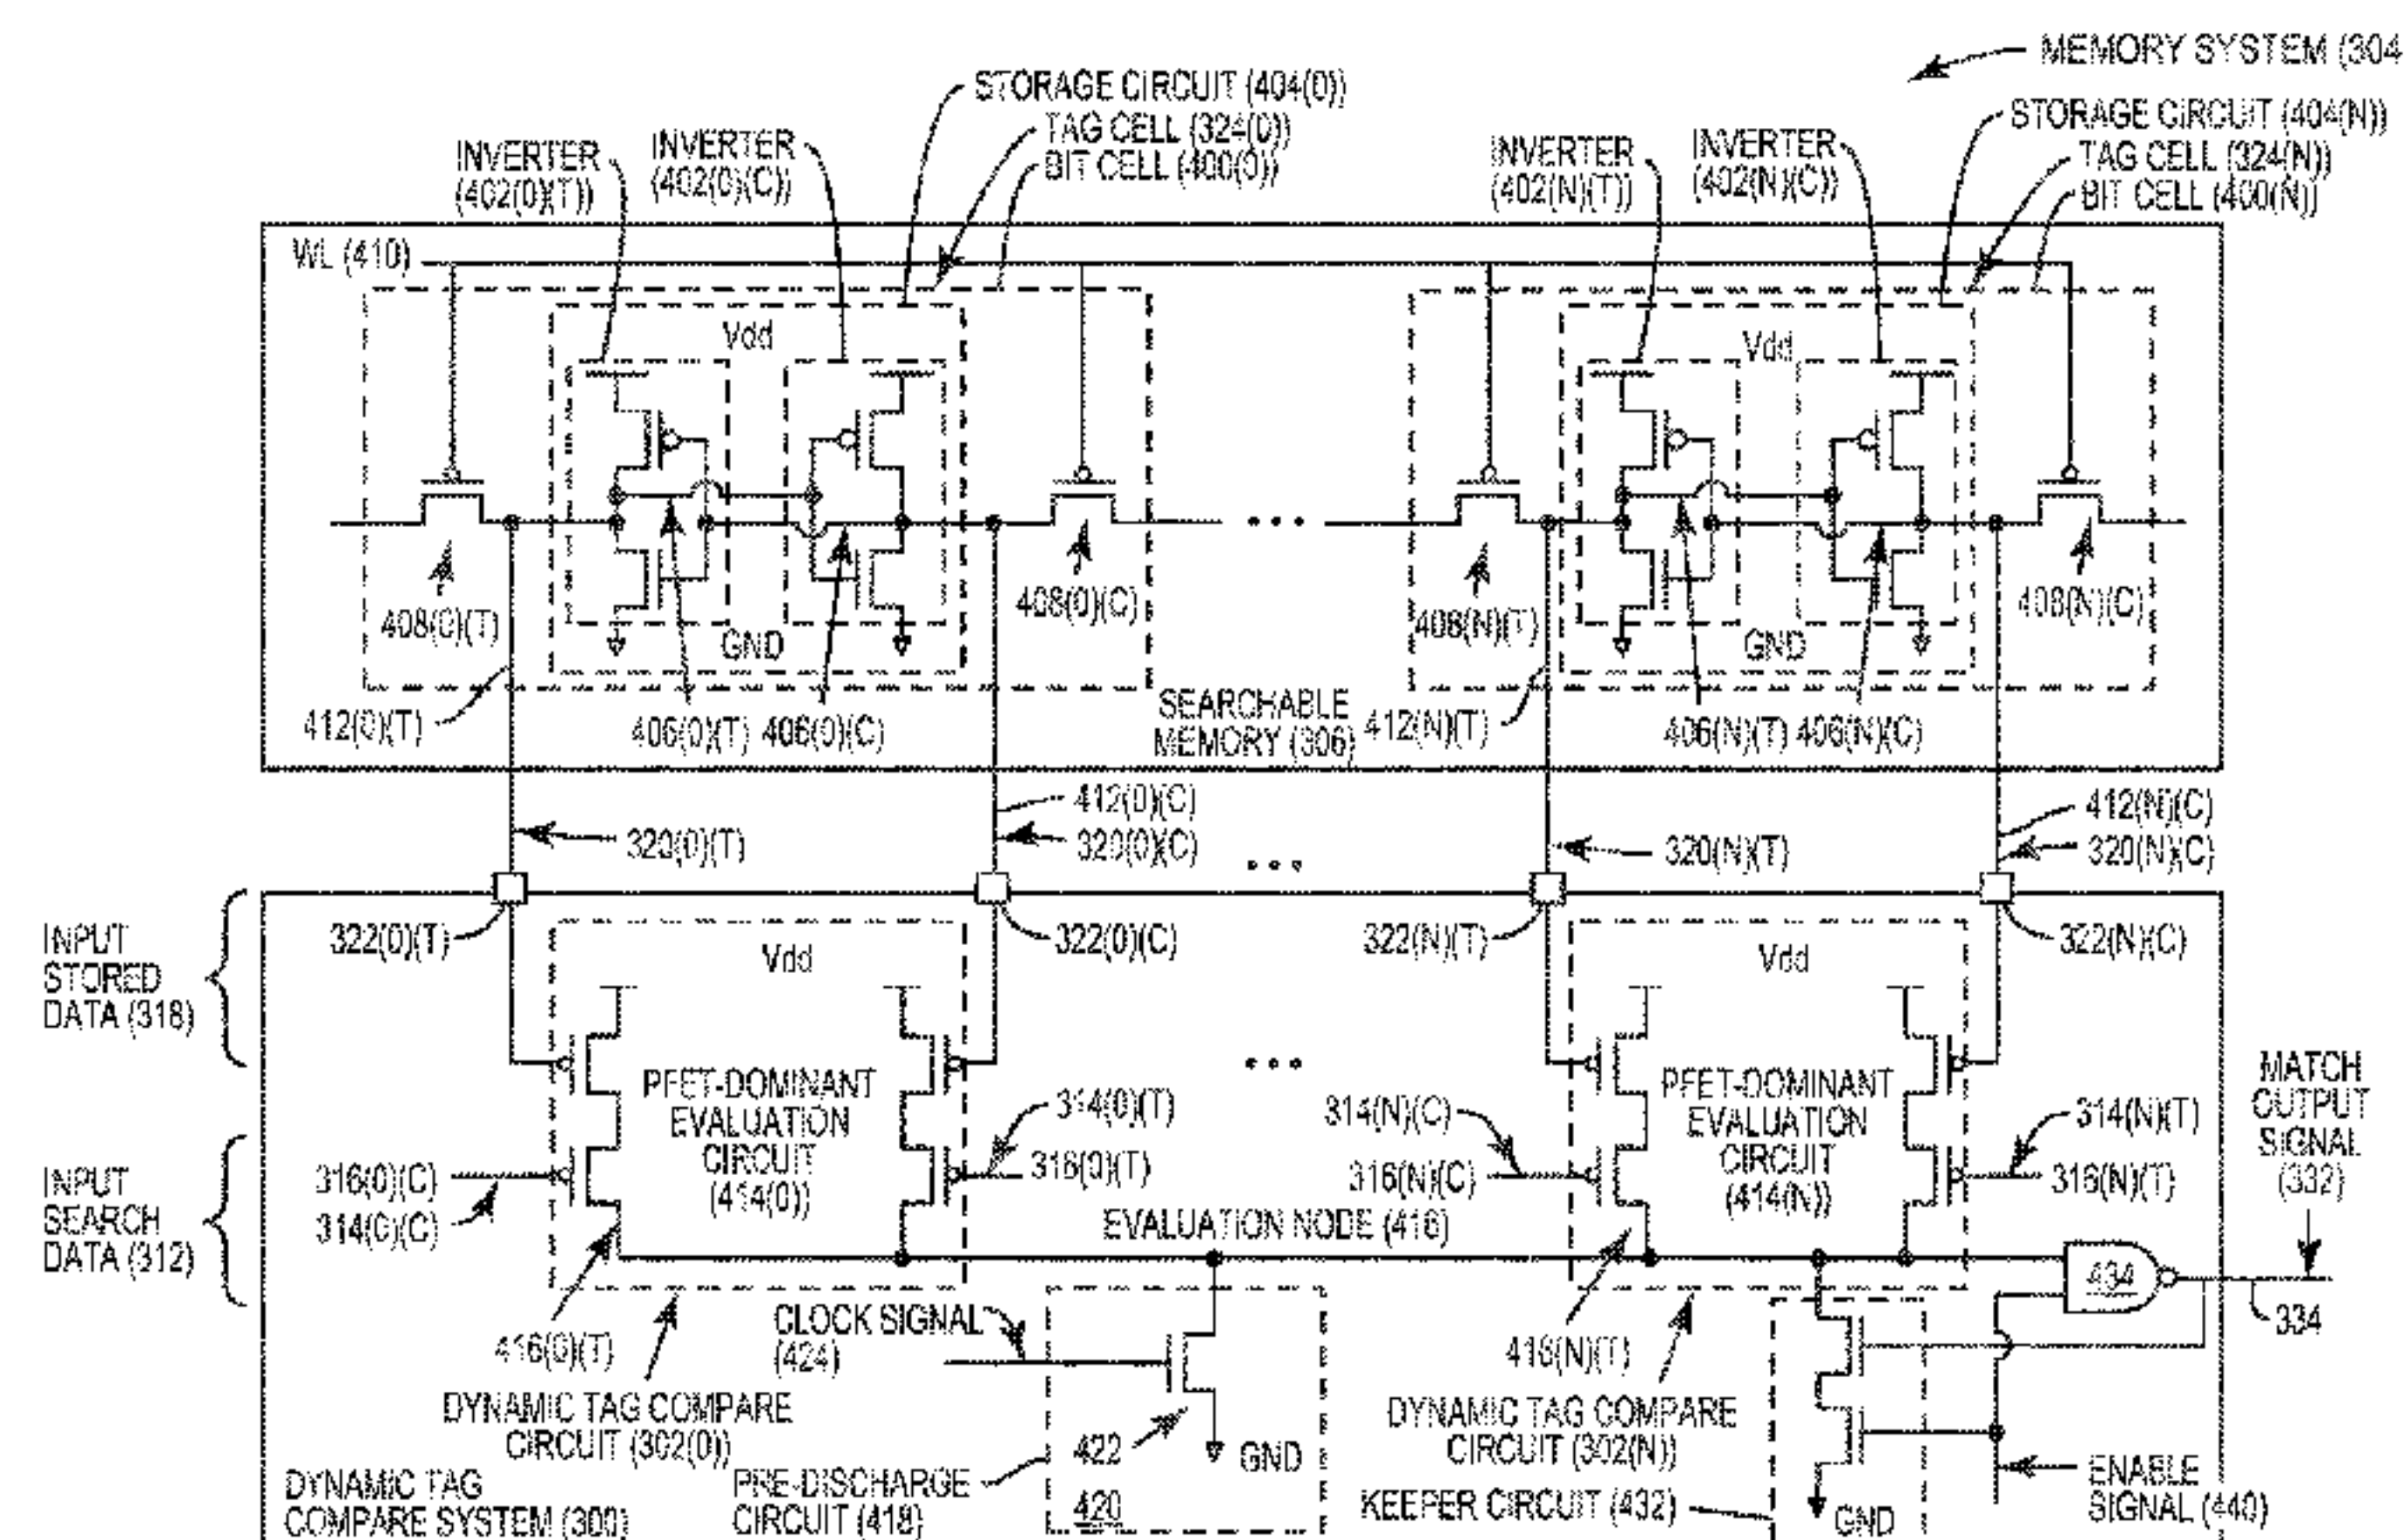 MEMORY SYSTEM (304
STORAGE CIRCUIT (404(0))
TAG CELL (324(0))
BIT CELL (400(0))
INVERTER
(402(0)(T))
INVERTER
(402(0)(C))
STORAGE CIRCUIT (404(N))
TAG CELL (324(N))
BIT CELL (400(N))
INVERTER
(402(N)(T))
INVERTER
(402(N)(C))
WL (410)
Vdd
Vdd
408(0)(T)
GND
408(0)(C)
408(N)(T)
GND
408(N)(C)
412(0)(T)
406(0)(T)
406(0)(C)
SEARCHABLE
MEMORY (306)
412(N)(T)
406(N)(T)
406(N)(C)
412(0)(C)
320(0)(T)
320(0)(C)
...
320(N)(T)
412(N)(C)
320(N)(C)
INPUT
STORED
DATA (318)
322(0)(T)
Vdd
322(0)(C)
322(N)(T)
Vdd
322(N)(C)
PFET-DOMINANT
EVALUATION
CIRCUIT
(414(0))
...
PFET-DOMINANT
EVALUATION
CIRCUIT
(414(N))
MATCH
OUTPUT
SIGNAL
(332)
INPUT
SEARCH
DATA (312)
316(0)(C)
314(0)(C)
314(0)(T)
316(0)(T)
314(N)(C)
316(N)(C)
314(N)(T)
316(N)(T)
EVALUATION NODE (416)
434
334
416(0)(T)
CLOCK SIGNAL
(424)
416(N)(T)
DYNAMIC TAG COMPARE
CIRCUIT (302(0))
422
GND
DYNAMIC TAG COMPARE
CIRCUIT (302(N))
DYNAMIC TAG
COMPARE SYSTEM (300)
PRE-DISCHARGE
CIRCUIT (418)
420
KEEPER CIRCUIT (432)
GND
ENABLE
SIGNAL (440)